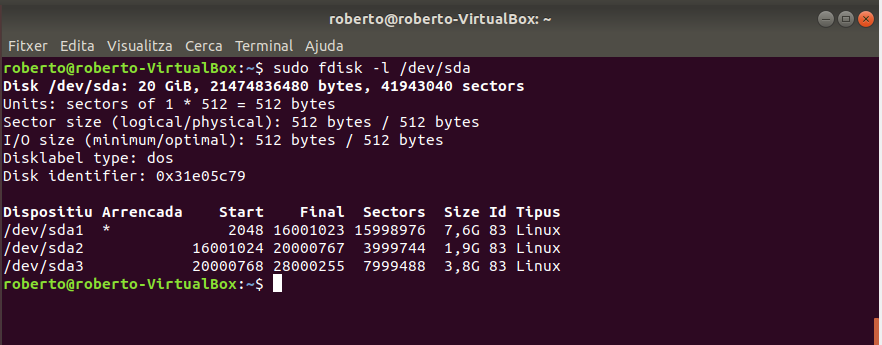 roberto@roberto-VirtualBox: ~
Fitxer Edita Visualitza Cerca Terminal Ajuda
roberto@roberto-VirtualBox:~$ sudo fdisk -l /dev/sda
Disk /dev/sda: 20 GiB, 21474836480 bytes, 41943040 sectors
Units: sectors of 1 * 512 = 512 bytes
Sector size (logical/physical): 512 bytes / 512 bytes
I/O size (minimum/optimal): 512 bytes / 512 bytes
Disklabel type: dos
Disk identifier: 0x31e05c79
Dispositiu Arrencada    Start    Final  Sectors  Size Id Tipus
/dev/sda1  *             2048 16001023 15998976  7,6G 83 Linux
/dev/sda2            16001024 20000767  3999744  1,9G 83 Linux
/dev/sda3            20000768 28000255  7999488  3,8G 83 Linux
roberto@roberto-VirtualBox:~$